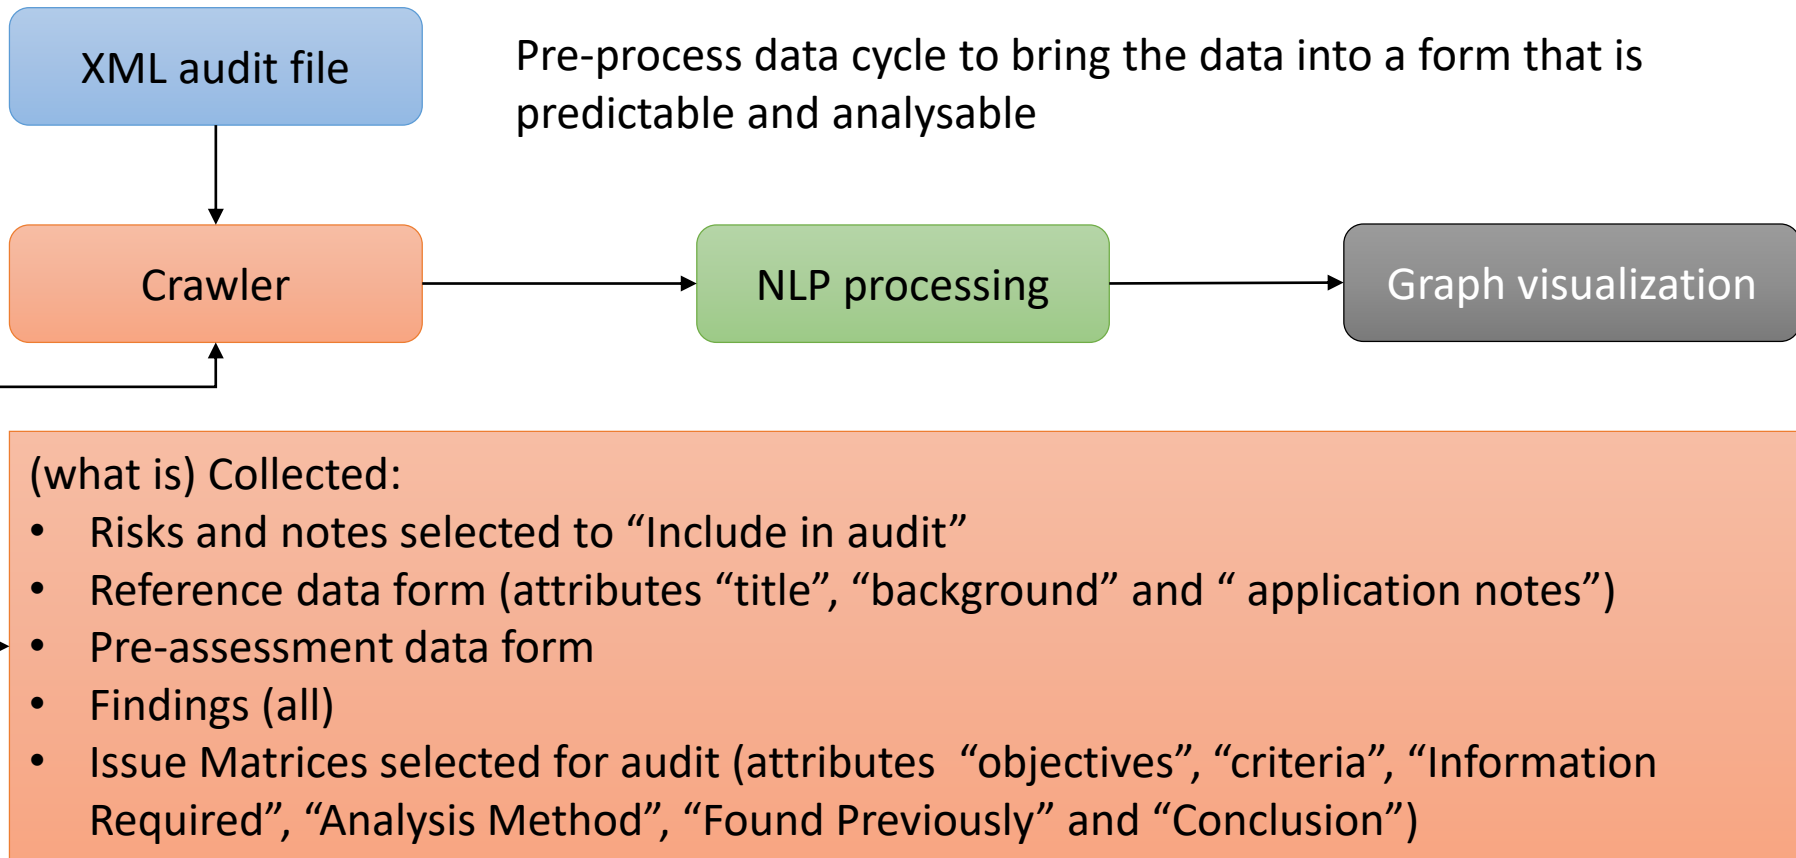 XML audit file
Pre-process data cycle to bring the data into a form that is
predictable and analysable
Crawler
NLP processing
Graph visualization
(what is) Collected:
• Risks and notes selected to “Include in audit”
• Reference data form (attributes “title”, “background” and “ application notes”)
• Pre-assessment data form
• Findings (all)
• Issue Matrices selected for audit (attributes  “objectives”, “criteria”, “Information
Required”, “Analysis Method”, “Found Previously” and “Conclusion”)